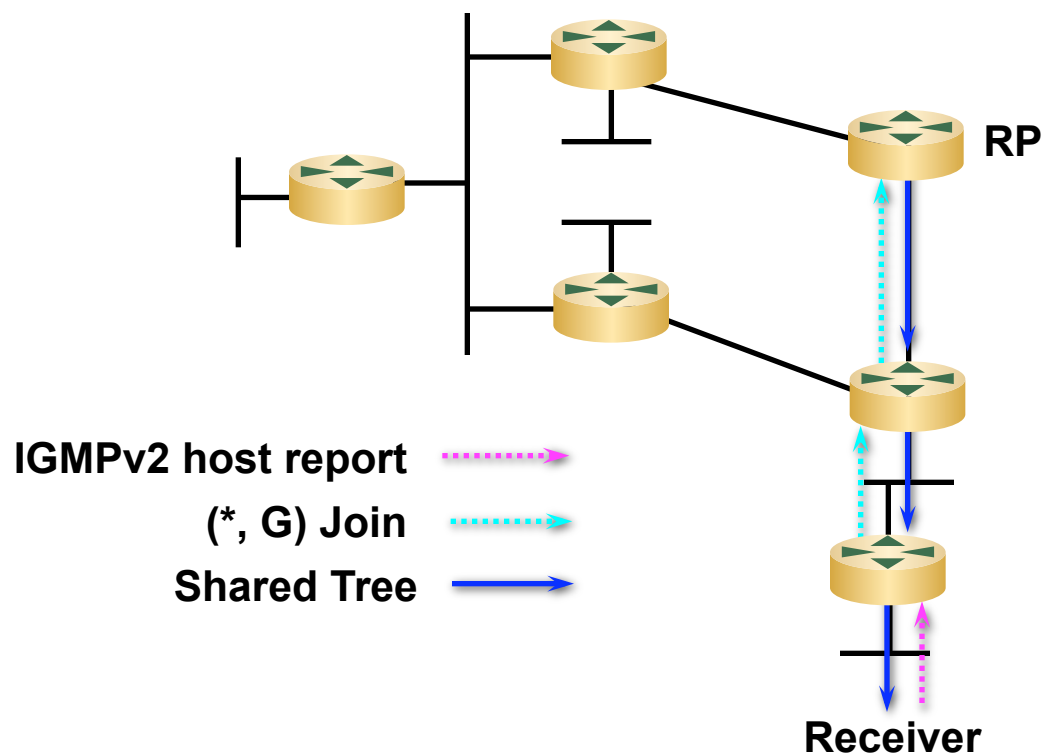 RP
IGMPv2 host report
(*, G) Join
Shared Tree
Receiver